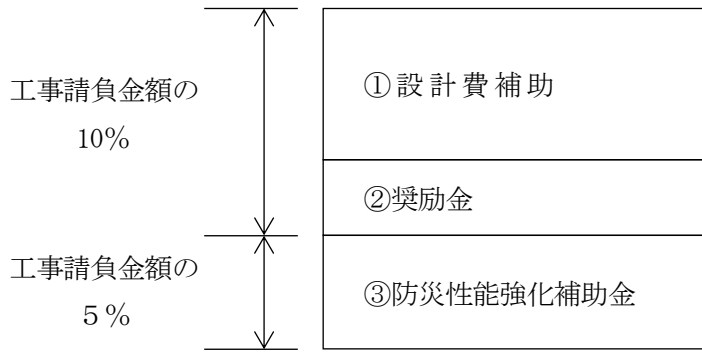 工事請負金額の
10%
①設計費補助
②奨励金
工事請負金額の
５%
③防災性能強化補助金